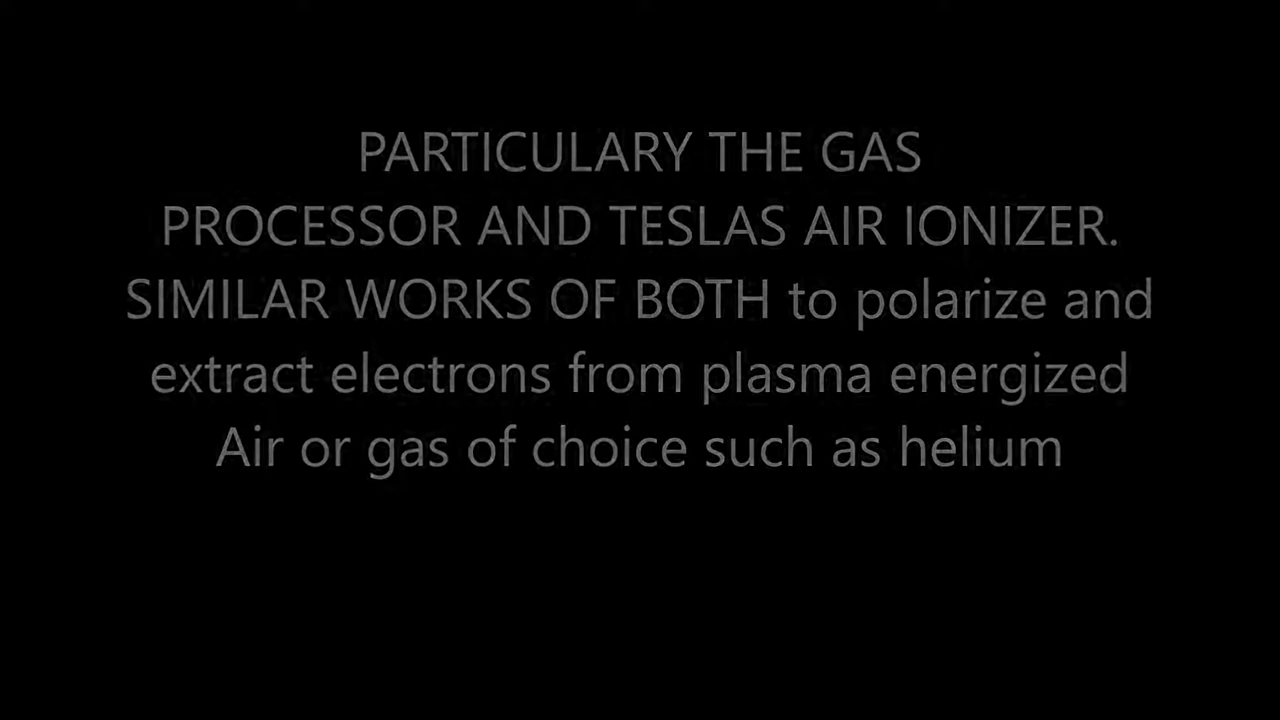 PARTICULARY THE GAS
PROCESSOR AND TESLAS AIR IONIZER.
SIMILAR WORKS OF BOTH to polarize and
extract electrons from plasma energized
Air or gas of choice such as helium